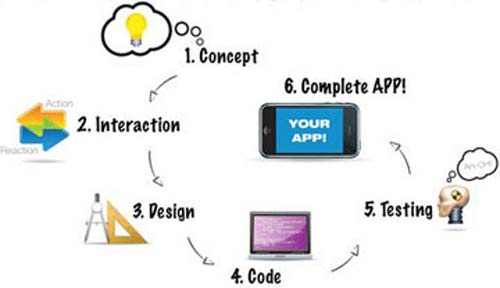 1. Concept
Action
2. Interaction
Reaction
3. Design
4. Code
AH-OH!
5. Testing
6. Complete APP!
YOUR
APP!